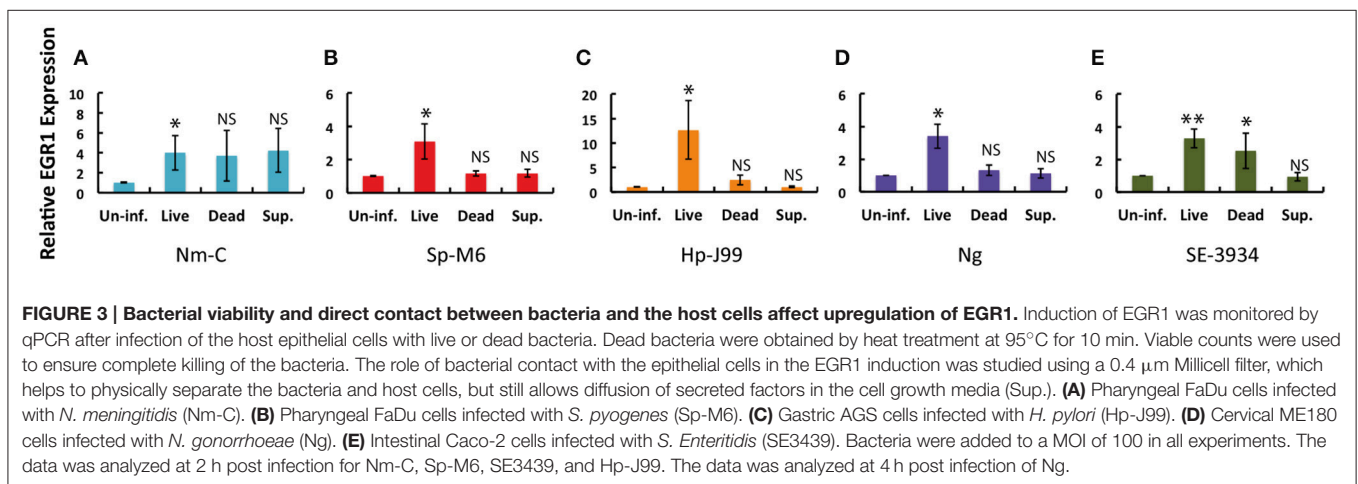 A
B
C
D
E
Relative EGR1 Expression
10
8
6
4
2
0
*
NS
NS
Un-inf. Live Dead Sup.
Nm-C
6
4
2
0
*
NS
NS
Un-inf. Live Dead Sup.
Sp-M6
20
15
10
5
0
*
NS
NS
Un-inf. Live Dead Sup.
Hp-J99
6
4
2
0
*
NS
NS
Un-inf. Live Dead Sup.
Ng
6
4
2
0
**
*
NS
Un-inf. Live Dead Sup.
SE-3934
FIGURE 3 | Bacterial viability and direct contact between bacteria and the host cells affect upregulation of EGR1. Induction of EGR1 was monitored by
qPCR after infection of the host epithelial cells with live or dead bacteria. Dead bacteria were obtained by heat treatment at 95°C for 10 min. Viable counts were used
to ensure complete killing of the bacteria. The role of bacterial contact with the epithelial cells in the EGR1 induction was studied using a 0.4 μm Millicell filter, which
helps to physically separate the bacteria and host cells, but still allows diffusion of secreted factors in the cell growth media (Sup.). (A) Pharyngeal FaDu cells infected
with N. meningitidis (Nm-C). (B) Pharyngeal FaDu cells infected with S. pyogenes (Sp-M6). (C) Gastric AGS cells infected with H. pylori (Hp-J99). (D) Cervical ME180
cells infected with N. gonorrhoeae (Ng). (E) Intestinal Caco-2 cells infected with S. Enteritidis (SE3439). Bacteria were added to a MOI of 100 in all experiments. The
data was analyzed at 2 h post infection for Nm-C, Sp-M6, SE3439, and Hp-J99. The data was analyzed at 4 h post infection of Ng.